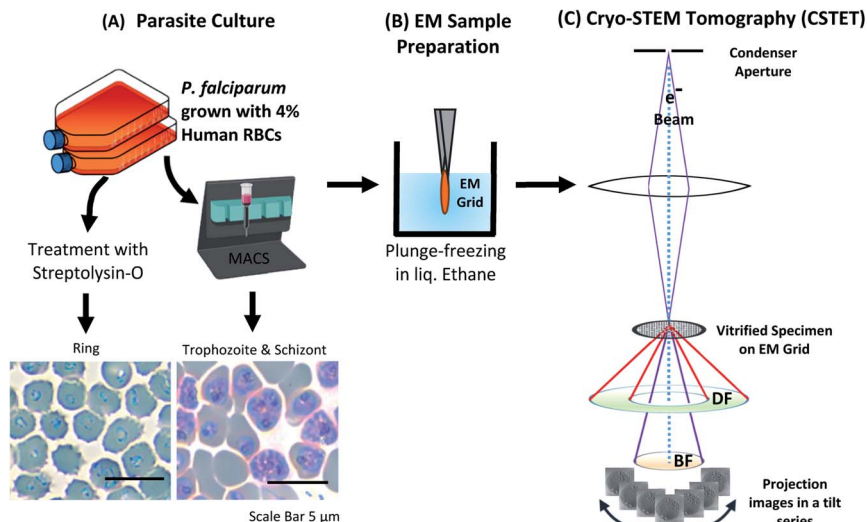 (A) Parasite Culture
P. falciparum
grown with 4%
Human RBCs
Treatment with
Streptolysin-O
MACS
Ring
Trophozoite & Schizont
Scale Bar 5 µm
(B) EM Sample
Preparation
EM
Grid
Plunge-freezing
in liq. Ethane
(C) Cryo-STEM Tomography (CSTET)
Condenser
Aperture
e-
Beam
Vitrified Specimen
on EM Grid
DF
BF
Projection
images in a tilt
series